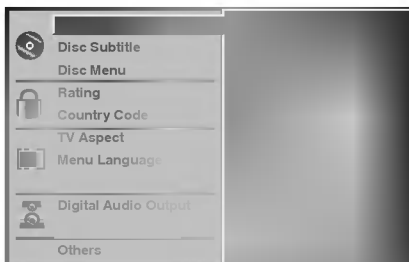 Disc Subtitle
Disc Menu
Rating
Country Code
TV Aspect
Menu Language
Digital Audio Output
Others